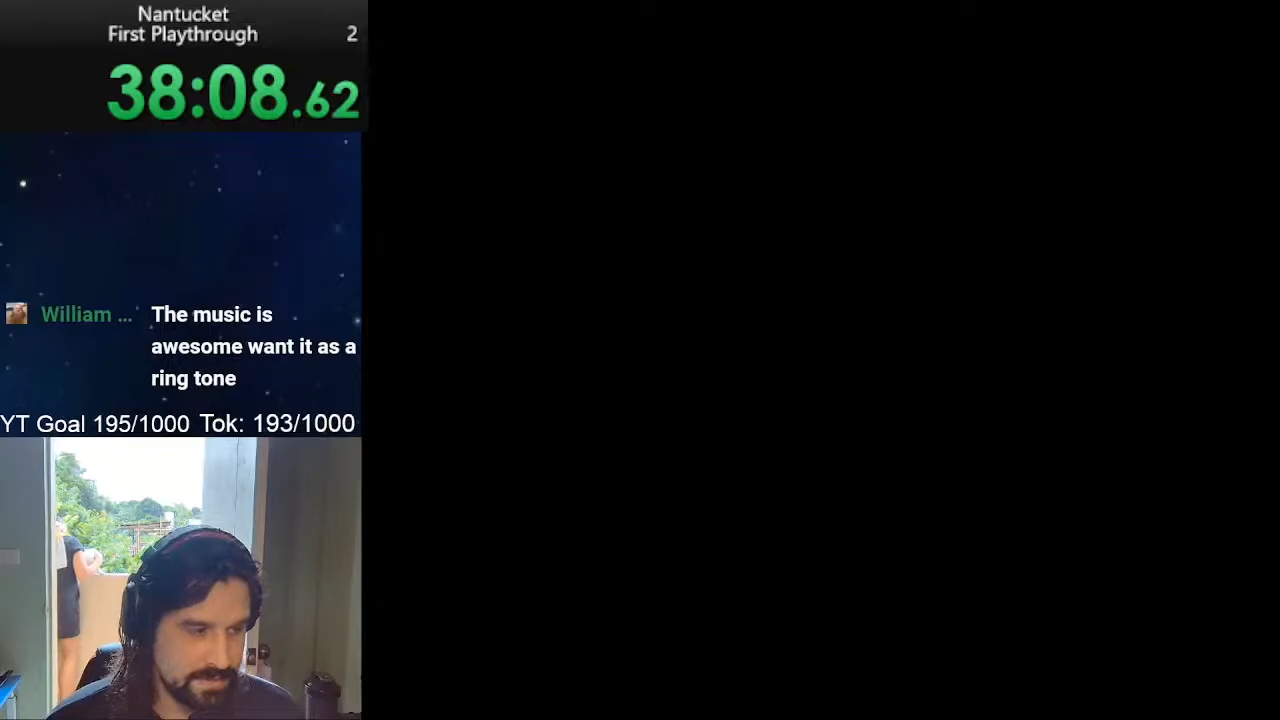 Nantucket
First Playthrough 2
38:08.62
William ... The music is
awesome want it as a
ring tone
YT Goal 195/1000 Tok: 193/1000